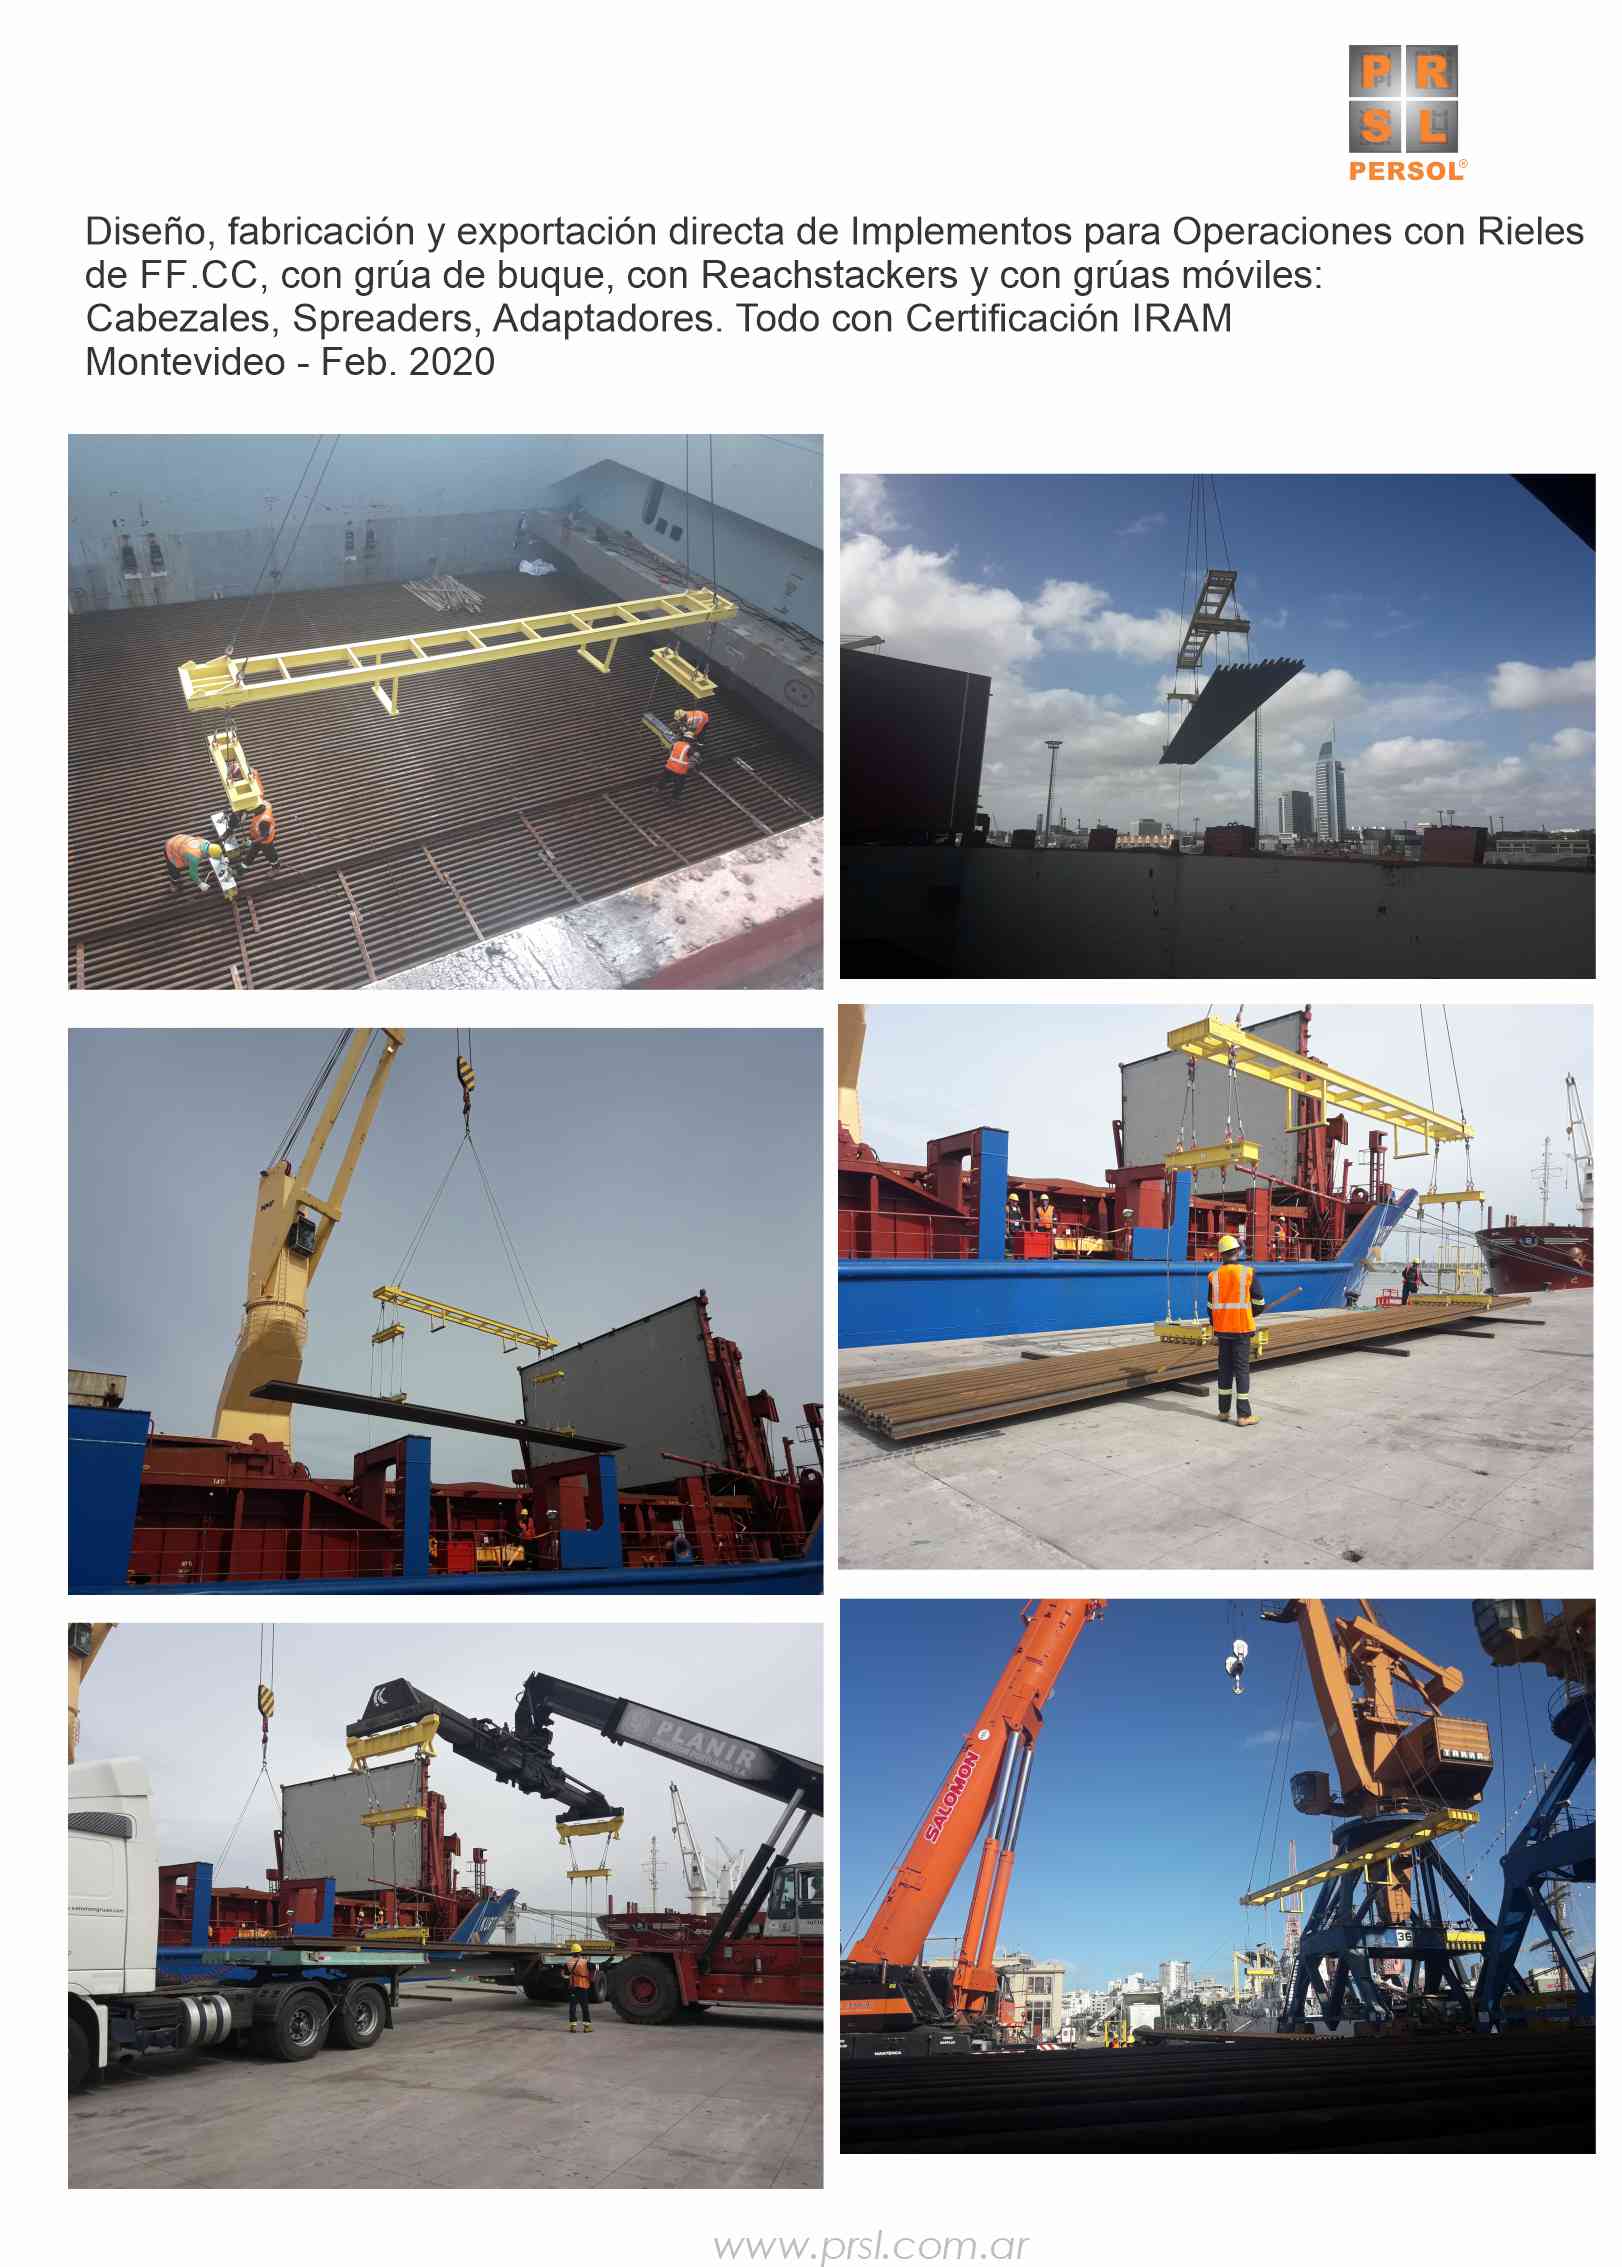 P R
S L
PERSOL®
Diseño, fabricación y exportación directa de Implementos para Operaciones con Rieles
de FF.CC, con grúa de buque, con Reachstackers y con grúas móviles:
Cabezales, Spreaders, Adaptadores. Todo con Certificación IRAM
Montevideo - Feb. 2020
PLANIR
SALOMON
36
www.prsl.com.ar